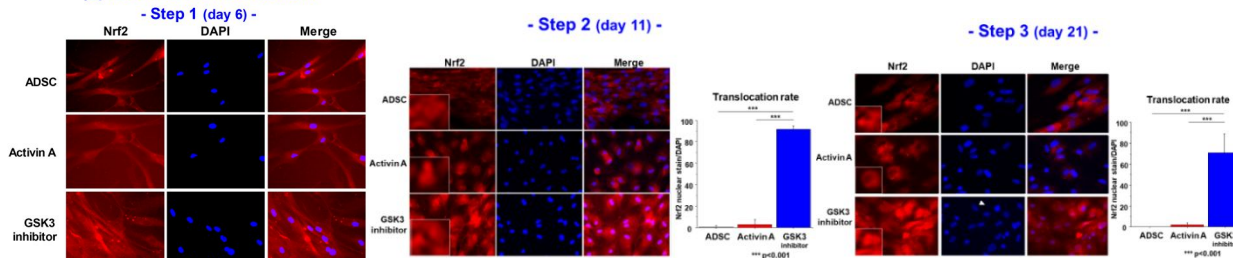 - Step 1 (day 6) -
Nrf2 DAPI Merge
ADSC
Activin A
GSK3
inhibitor
- Step 2 (day 11) -
Nrf2 DAPI Merge
ADSC
Activin A
GSK3
inhibitor
Translocation rate
***
***
Nrf2 nuclear stain/DAPI
100
80
60
40
20
0
ADSC Activin A GSK3
inhibitor
*** p<0.001
- Step 3 (day 21) -
Nrf2 DAPI Merge
ADSC
Activin A
GSK3
inhibitor
Translocation rate
***
***
Nrf2 nuclear stain/DAPI
100
80
60
40
20
0
ADSC Activin A GSK3
inhibitor
*** p<0.001